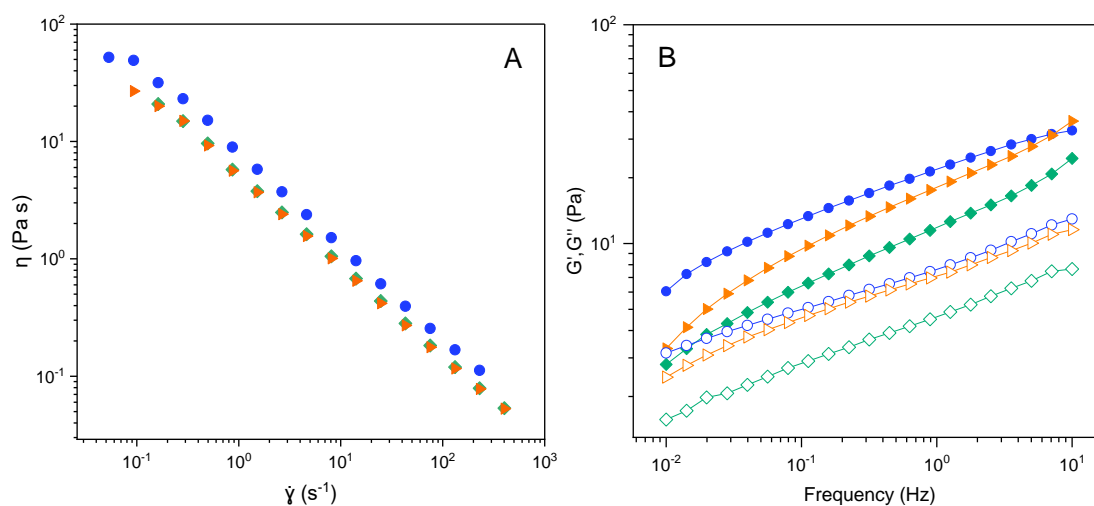 A
10²
10¹
10⁰
10⁻¹
η (Pa s)
10⁻¹ 10⁰ 10¹ 10² 10³
γ̇ (s⁻¹)
B
10²
10¹
G',G'' (Pa)
10⁻² 10⁻¹ 10⁰ 10¹
Frequency (Hz)